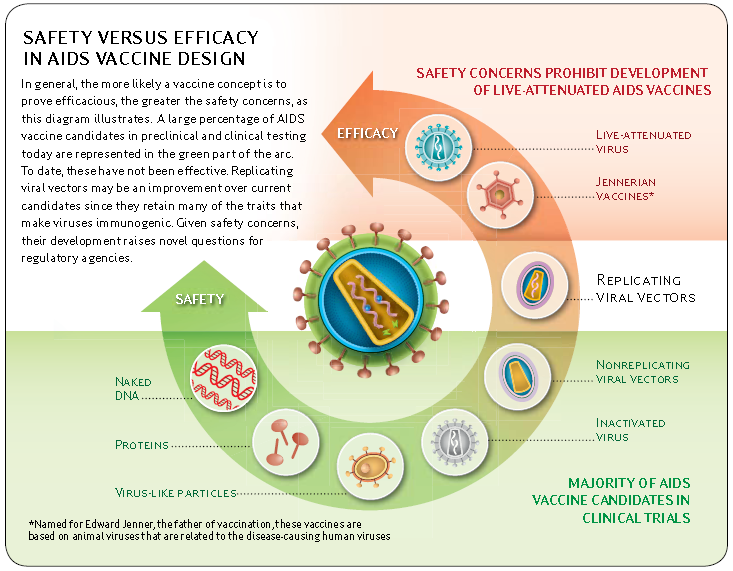 SAFETY VERSUS EFFICACY
IN AIDS VACCINE DESIGN
In general, the more likely a vaccine concept is to
prove efficacious, the greater the safety concerns, as
this diagram illustrates. A large percentage of AIDS
vaccine candidates in preclinical and clinical testing
today are represented in the green part of the arc.
To date, these have not been effective. Replicating
viral vectors may be an improvement over current
candidates since they retain many of the traits that
make viruses immunogenic. Given safety concerns,
their development raises novel questions for
regulatory agencies.
SAFETY CONCERNS PROHIBIT DEVELOPMENT
OF LIVE-ATTENUATED AIDS VACCINES
EFFICACY
LIVE-ATTENUATED
VIRUS
JENNERIAN
VACCINES*
REPLICATING
VIRAL VECTORS
SAFETY
NONREPLICATING
VIRAL VECTORS
NAKED
DNA
INACTIVATED
VIRUS
PROTEINS
VIRUS-LIKE PARTICLES
MAJORITY OF AIDS
VACCINE CANDIDATES IN
CLINICAL TRIALS
*Named for Edward Jenner, the father of vaccination, these vaccines are
based on animal viruses that are related to the disease-causing human viruses